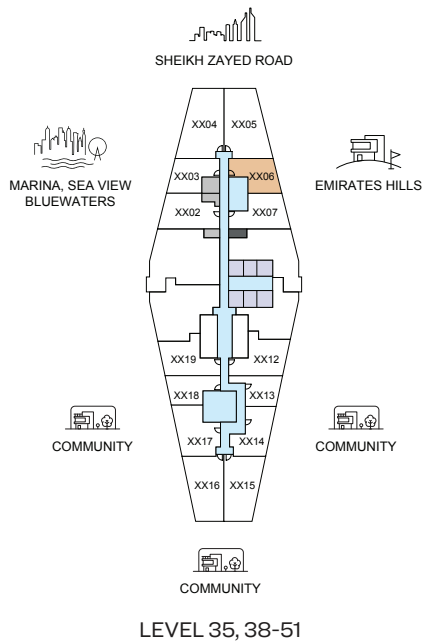 SHEIKH ZAYED ROAD
XX04 XX05
MARINA, SEA VIEW
BLUEWATERS
XX03 XX06
EMIRATES HILLS
XX02 XX07
XX19 XX12
XX18 XX13
COMMUNITY
XX17 XX14
COMMUNITY
XX16 XX15
COMMUNITY
LEVEL 35, 38-51